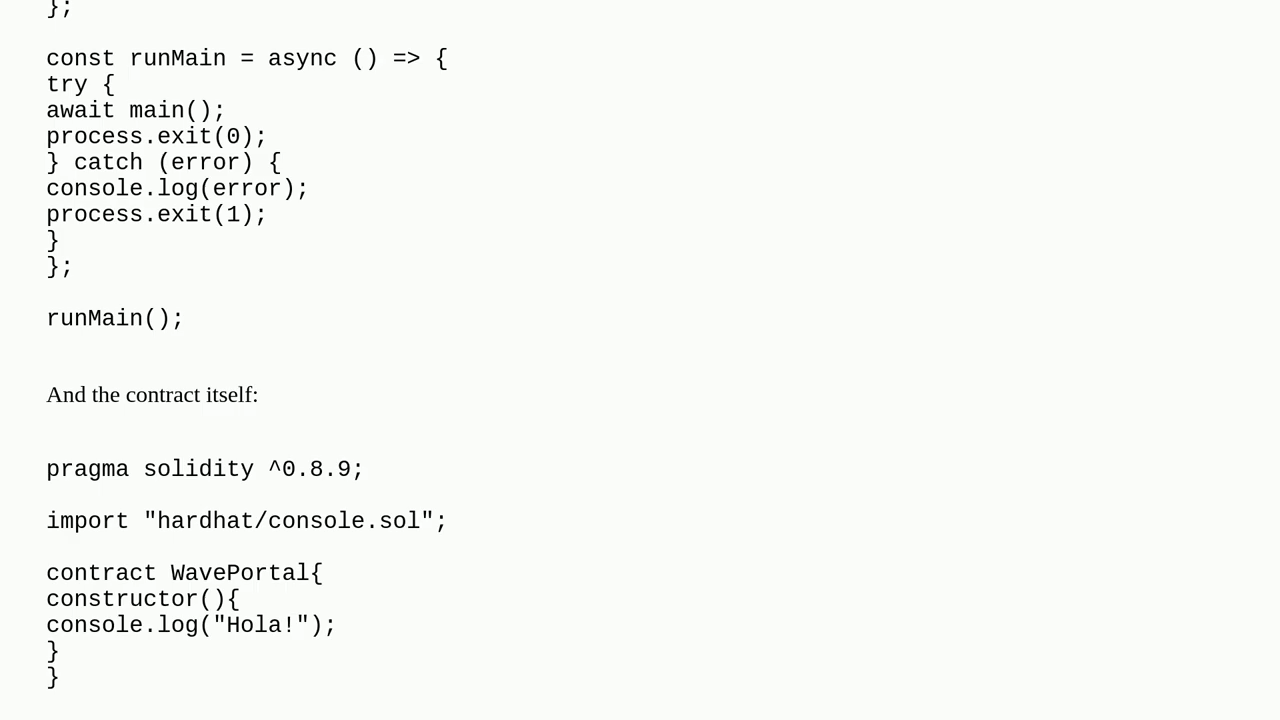 };
const runMain = async () => {
try {
await main();
process.exit(0);
} catch (error) {
console.log(error);
process.exit(1);
}
};
runMain();
And the contract itself:
pragma solidity ^0.8.9;
import "hardhat/console.sol";
contract WavePortal{
constructor(){
console.log("Hola!");
}
}